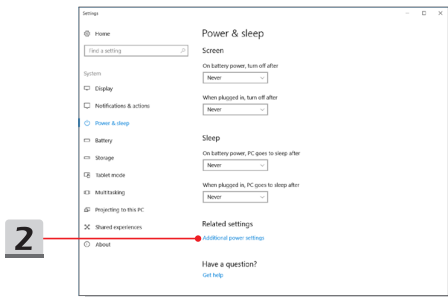 Settings
Home
Power & sleep
Find a setting
Screen
System
On battery power, turn off after
Never
Display
When plugged in, turn off after
Notifications & actions
Never
Power & sleep
Battery
Sleep
Storage
On battery power, PC goes to sleep after
Never
Tablet mode
When plugged in, PC goes to sleep after
Multitasking
Never
Projecting to this PC
Related settings
Shared experiences
2
Additional power settings
About
Have a question?
Get help